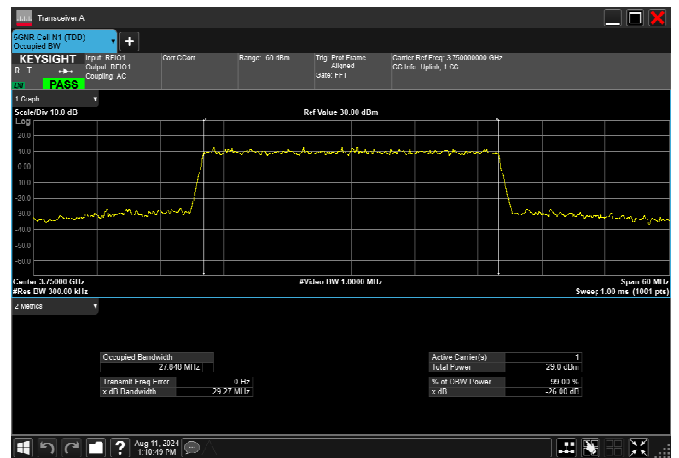 Transceiver A
5GNR Cell N1 (TDD)
Occupied BW
KEYSIGHT
R T
PASS
Input: RFIO1
Output: RFIO1
Coupling: AC
Corr CCorr
Range: 60 dBm
Trig: Prot Frame
Aligned
Gate: FFT
Carrier Ref Freq: 3.750000000 GHz
CC Info: Uplink, 1 CC
1 Graph
Scale/Div 10.0 dB
Ref Value 30.00 dBm
Log
20.0
10.0
0.00
-10.0
-20.0
-30.0
-40.0
-50.0
Center 3.75000 GHz
#Video BW 1.0000 MHz
Span 60 MHz
#Res BW 300.00 kHz
Sweep 1.00 ms (1001 pts)
2 Metrics
Occupied Bandwidth
27.840 MHz
Active Carrier(s) 1
Total Power 29.0 dBm
Transmit Freq Error 0 Hz
x dB Bandwidth 29.27 MHz
% of OBW Power 99.00 %
x dB -26.00 dB
Aug 11, 2024
1:10:49 PM